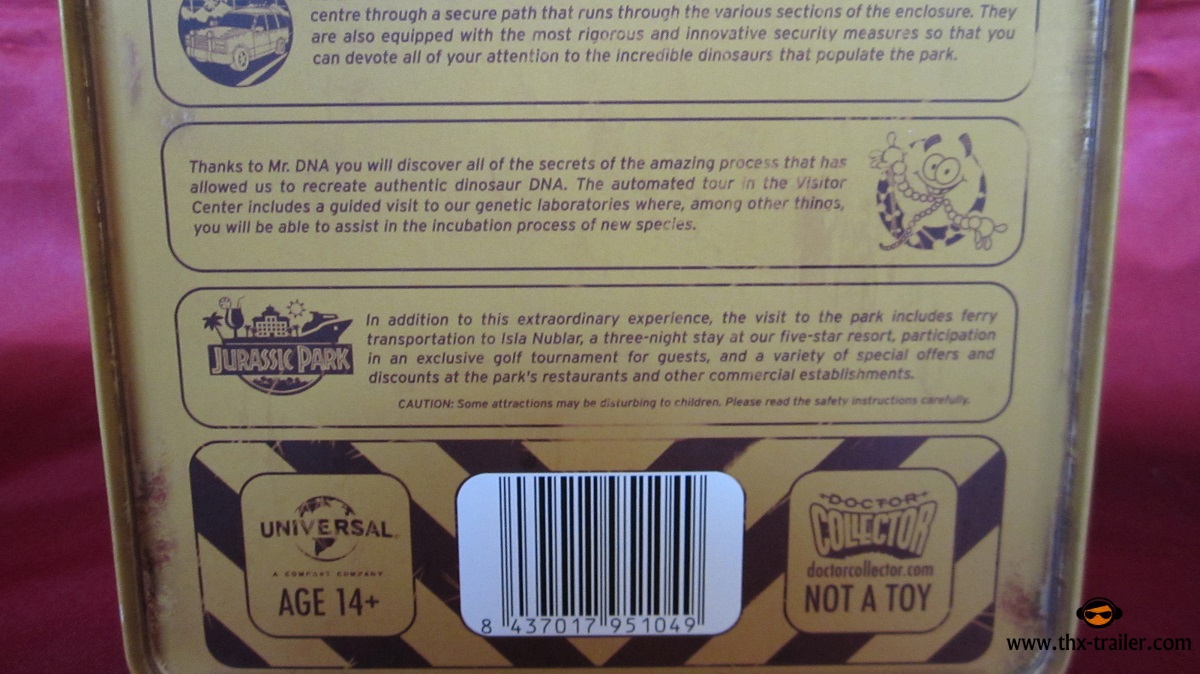 centre through a secure path that runs through the various sections of the enclosure. They
are also equipped with the most rigorous and innovative security measures so that you
can devote all of your attention to the incredible dinosaurs that populate the park.
Thanks to Mr. DNA you will discover all of the secrets of the amazing process that has
allowed us to recreate authentic dinosaur DNA. The automated tour in the Visitor
Center includes a guided visit to our genetic laboratories where, among other things,
you will be able to assist in the incubation process of new species.
JURASSIC PARK
In addition to this extraordinary experience, the visit to the park includes ferry
transportation to Isla Nublar, a three-night stay at our five-star resort, participation
in an exclusive golf tournament for guests, and a variety of special offers and
discounts at the park's restaurants and other commercial establishments.
CAUTION: Some attractions may be disturbing to children. Please read the safety instructions carefully.
UNIVERSAL
A COMCAST COMPANY
AGE 14+
8 437017 951049
DOCTOR
COLLECTOR
doctorcollector.com
NOT A TOY
www.thx-trailer.com